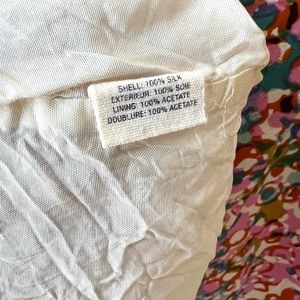 SHELL: 100% SILK
EXTERIEUR: 100% SOIE
LINING: 100% ACETATE
DOUBLURE: 100% ACETATE